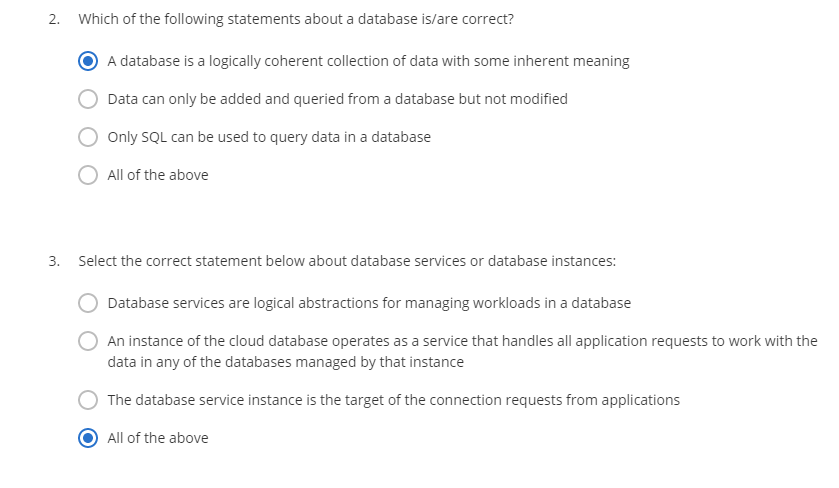 2. Which of the following statements about a database is/are correct?
A database is a logically coherent collection of data with some inherent meaning
Data can only be added and queried from a database but not modified
Only SQL can be used to query data in a database
All of the above
3. Select the correct statement below about database services or database instances:
Database services are logical abstractions for managing workloads in a database
An instance of the cloud database operates as a service that handles all application requests to work with the
data in any of the databases managed by that instance
The database service instance is the target of the connection requests from applications
All of the above